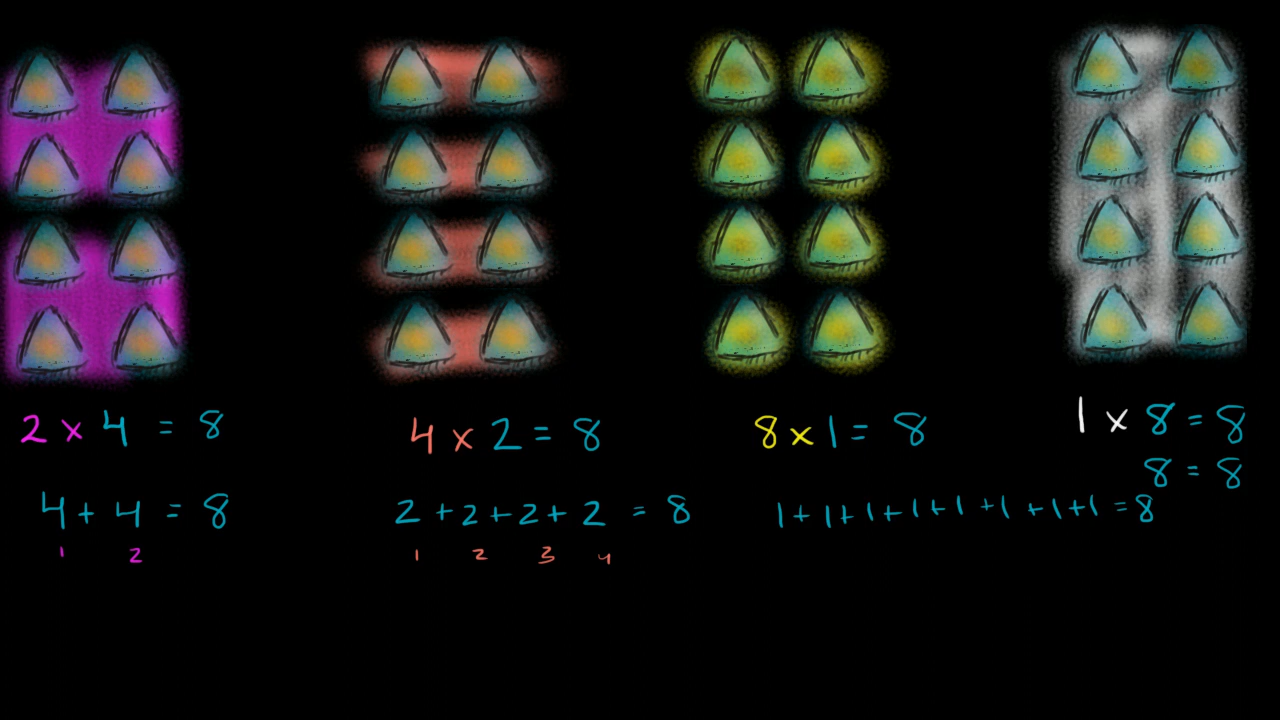 2 x 4 = 8
4 + 4 = 8
1 2
4 x 2 = 8
2 + 2 + 2 + 2 = 8
1 2 3 4
8 x 1 = 8
1 + 1 + 1 + 1 + 1 + 1 + 1 + 1 = 8
1 x 8 = 8
8 = 8